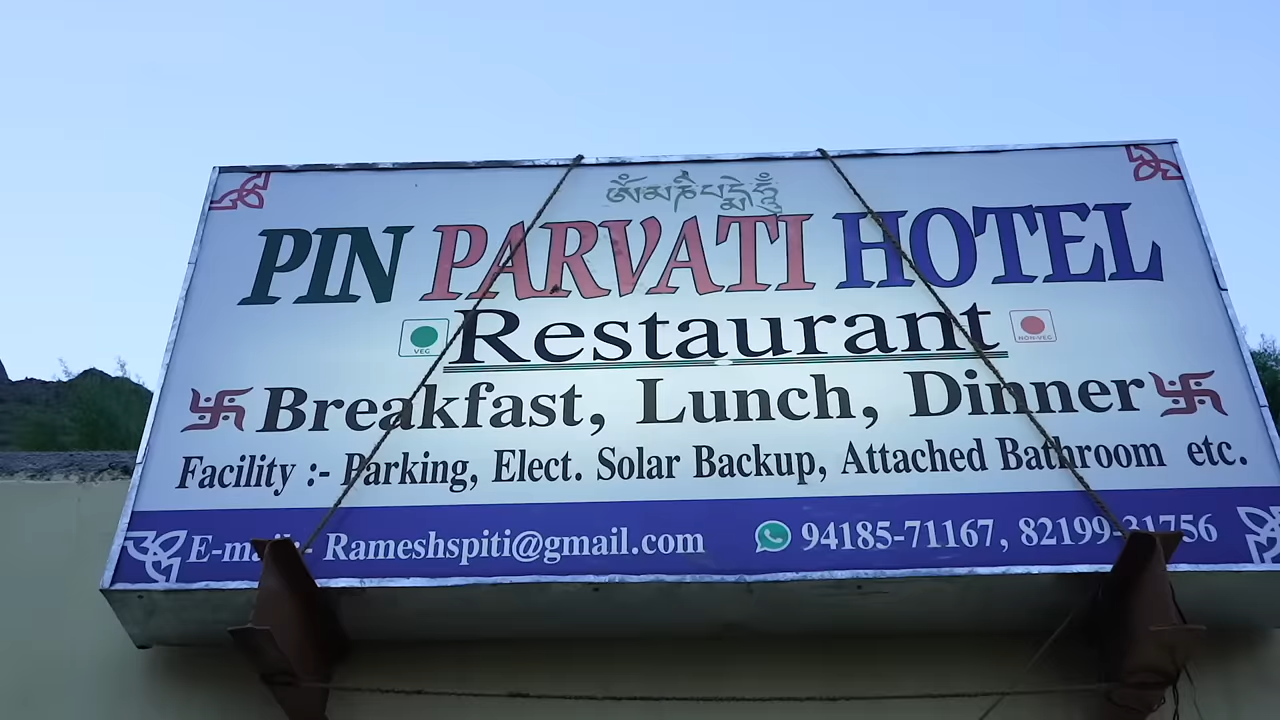 ཨོཾ་མ་ཎི་པདྨེ་ཧཱུྃ
PIN PARVATI HOTEL
VEG Restaurant NON-VEG
Breakfast, Lunch, Dinner
Facility :- Parking, Elect. Solar Backup, Attached Bathroom etc.
E-mail:- Rameshspiti@gmail.com 94185-71167, 82199-31756